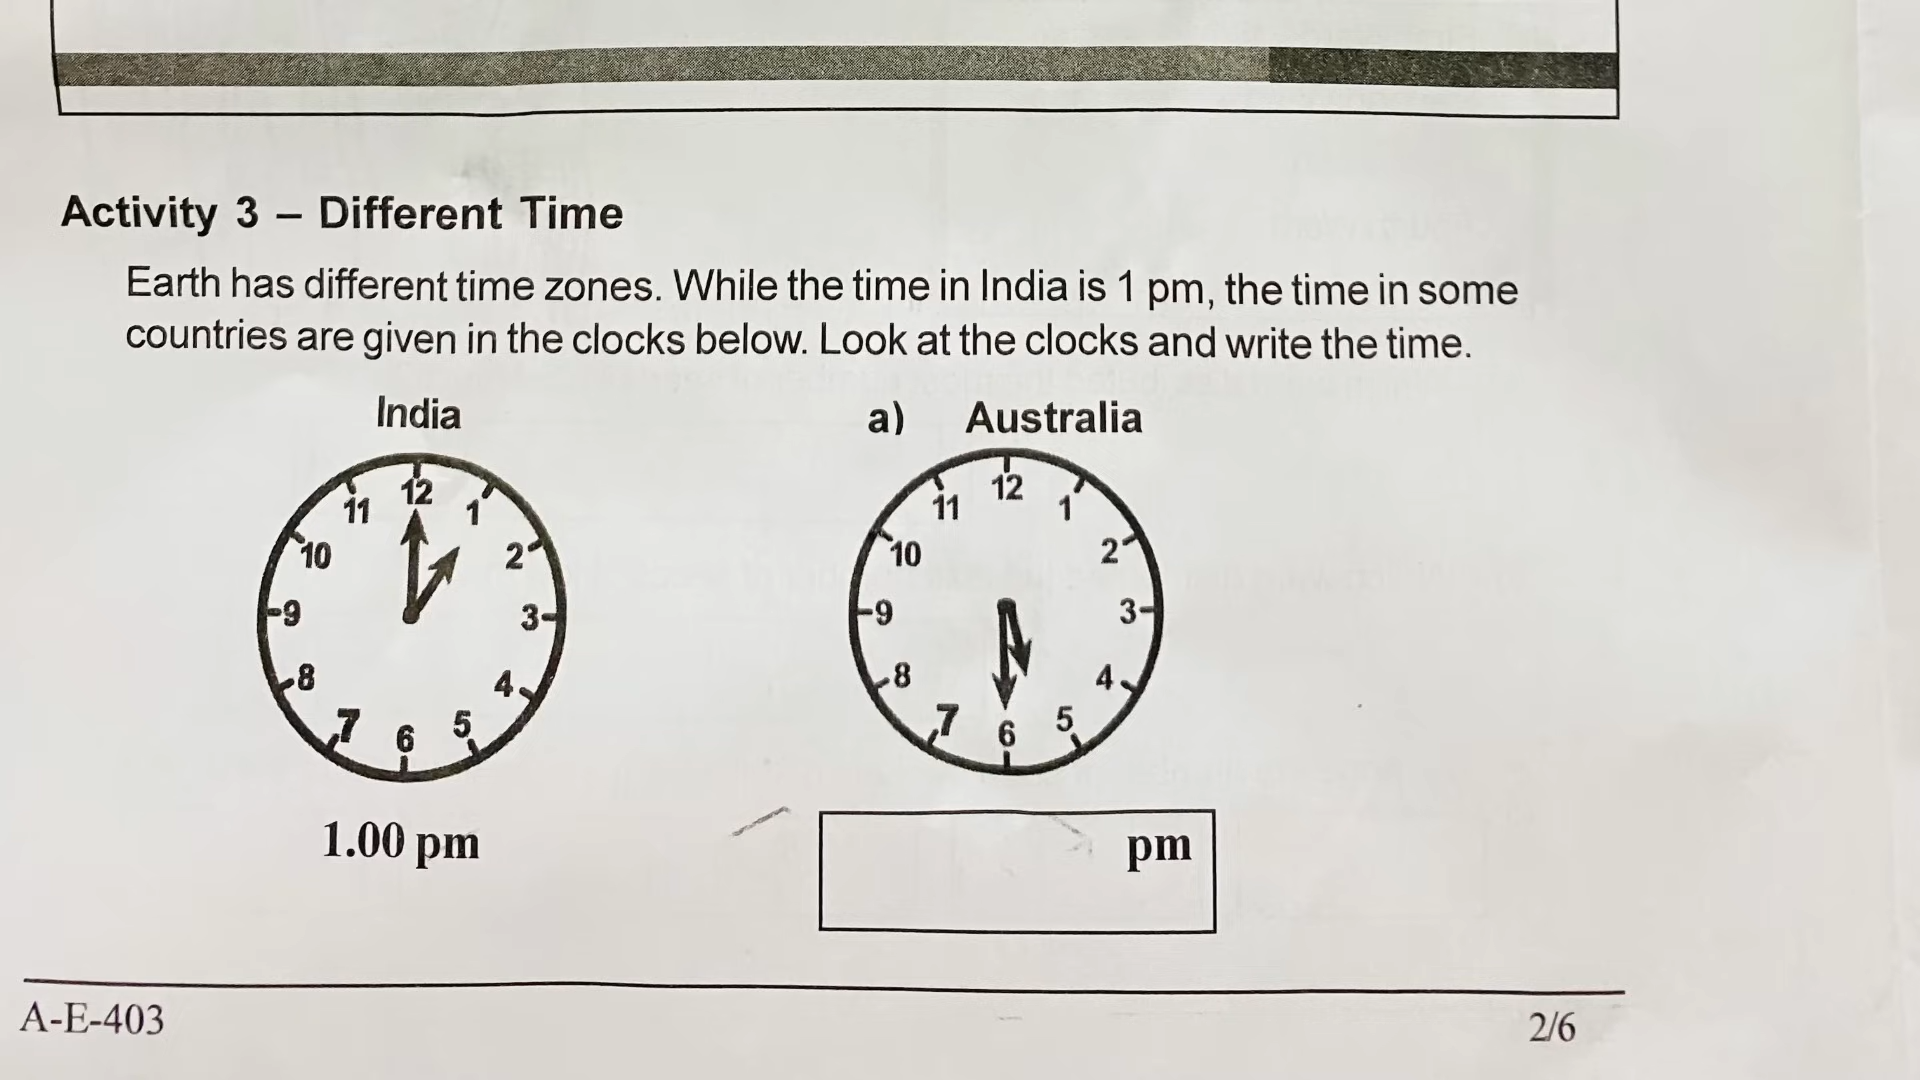 Activity 3 – Different Time
Earth has different time zones. While the time in India is 1 pm, the time in some
countries are given in the clocks below. Look at the clocks and write the time.
India
a) Australia
12
11 1
10 2
9 3
8 4
7 5
6
12
11 1
10 2
9 3
8 4
7 5
6
1.00 pm
pm
A-E-403
2/6